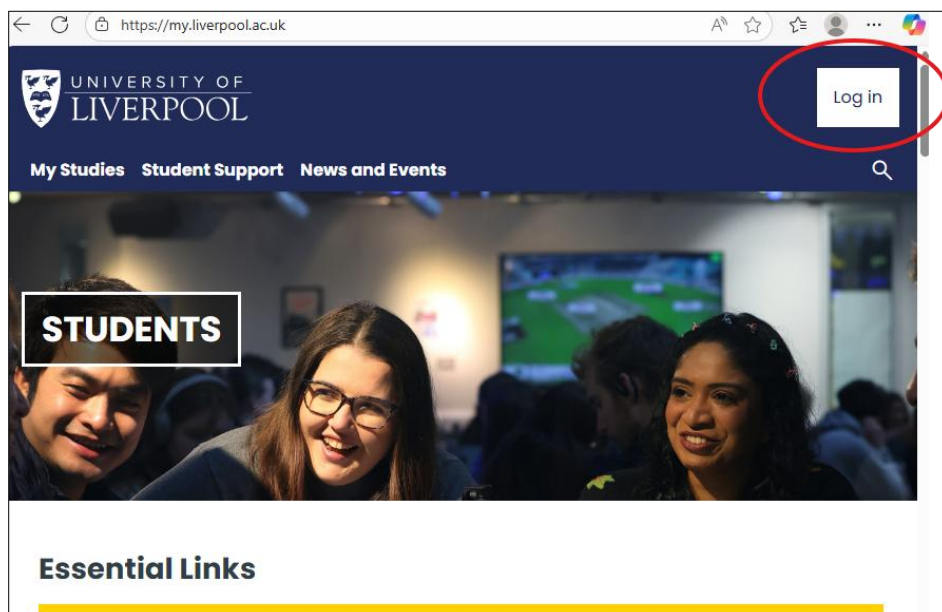 https://my.liverpool.ac.uk
UNIVERSITY OF
LIVERPOOL
Log in
My Studies Student Support News and Events
STUDENTS
Essential Links